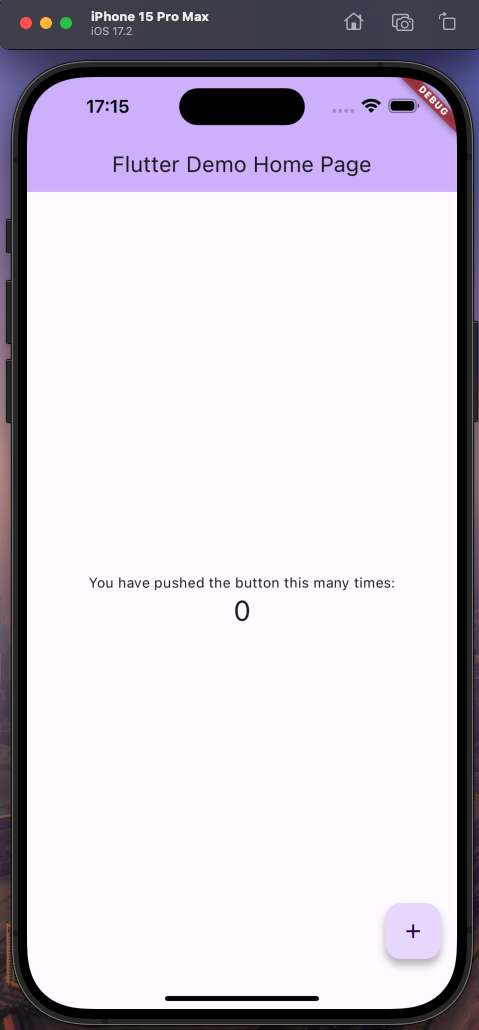 iPhone 15 Pro Max
iOS 17.2
17:15
DEBUG
Flutter Demo Home Page
You have pushed the button this many times:
0
+